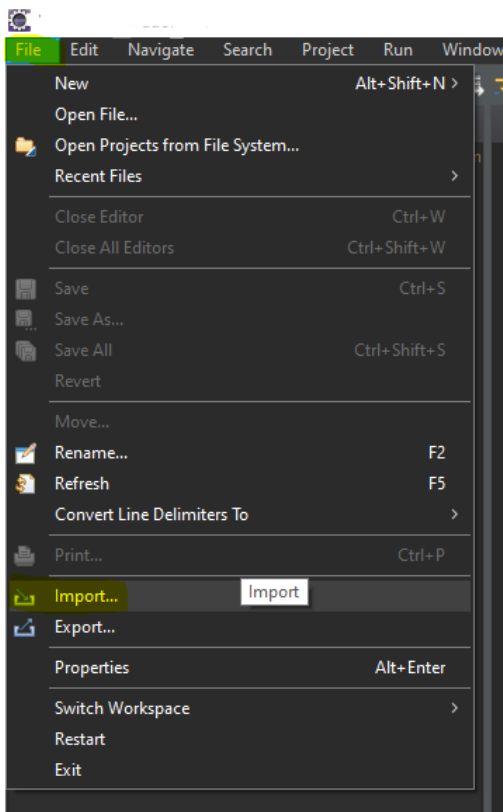 File Edit Navigate Search Project Run Window
New Alt+Shift+N >
Open File...
Open Projects from File System...
Recent Files >
Close Editor Ctrl+W
Close All Editors Ctrl+Shift+W
Save Ctrl+S
Save As...
Save All Ctrl+Shift+S
Revert
Move...
Rename... F2
Refresh F5
Convert Line Delimiters To >
Print... Ctrl+P
Import... Import
Export...
Properties Alt+Enter
Switch Workspace >
Restart
Exit